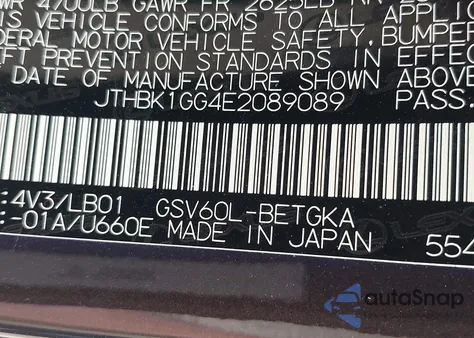 WR 4700LB GAWR FR 2625LB RR
THIS VEHICLE CONFORMS TO ALL APPLIC
DERAL MOTOR VEHICLE SAFETY, BUMPER
EFT PREVENTION STANDARDS IN EFFEC
DATE OF MANUFACTURE SHOWN ABOVE
JTHBK1GG4E2089089 PASS.
:4V3/LB01 GSV60L-BETGKA
:-01A/U660E MADE IN JAPAN 554
autoSnap